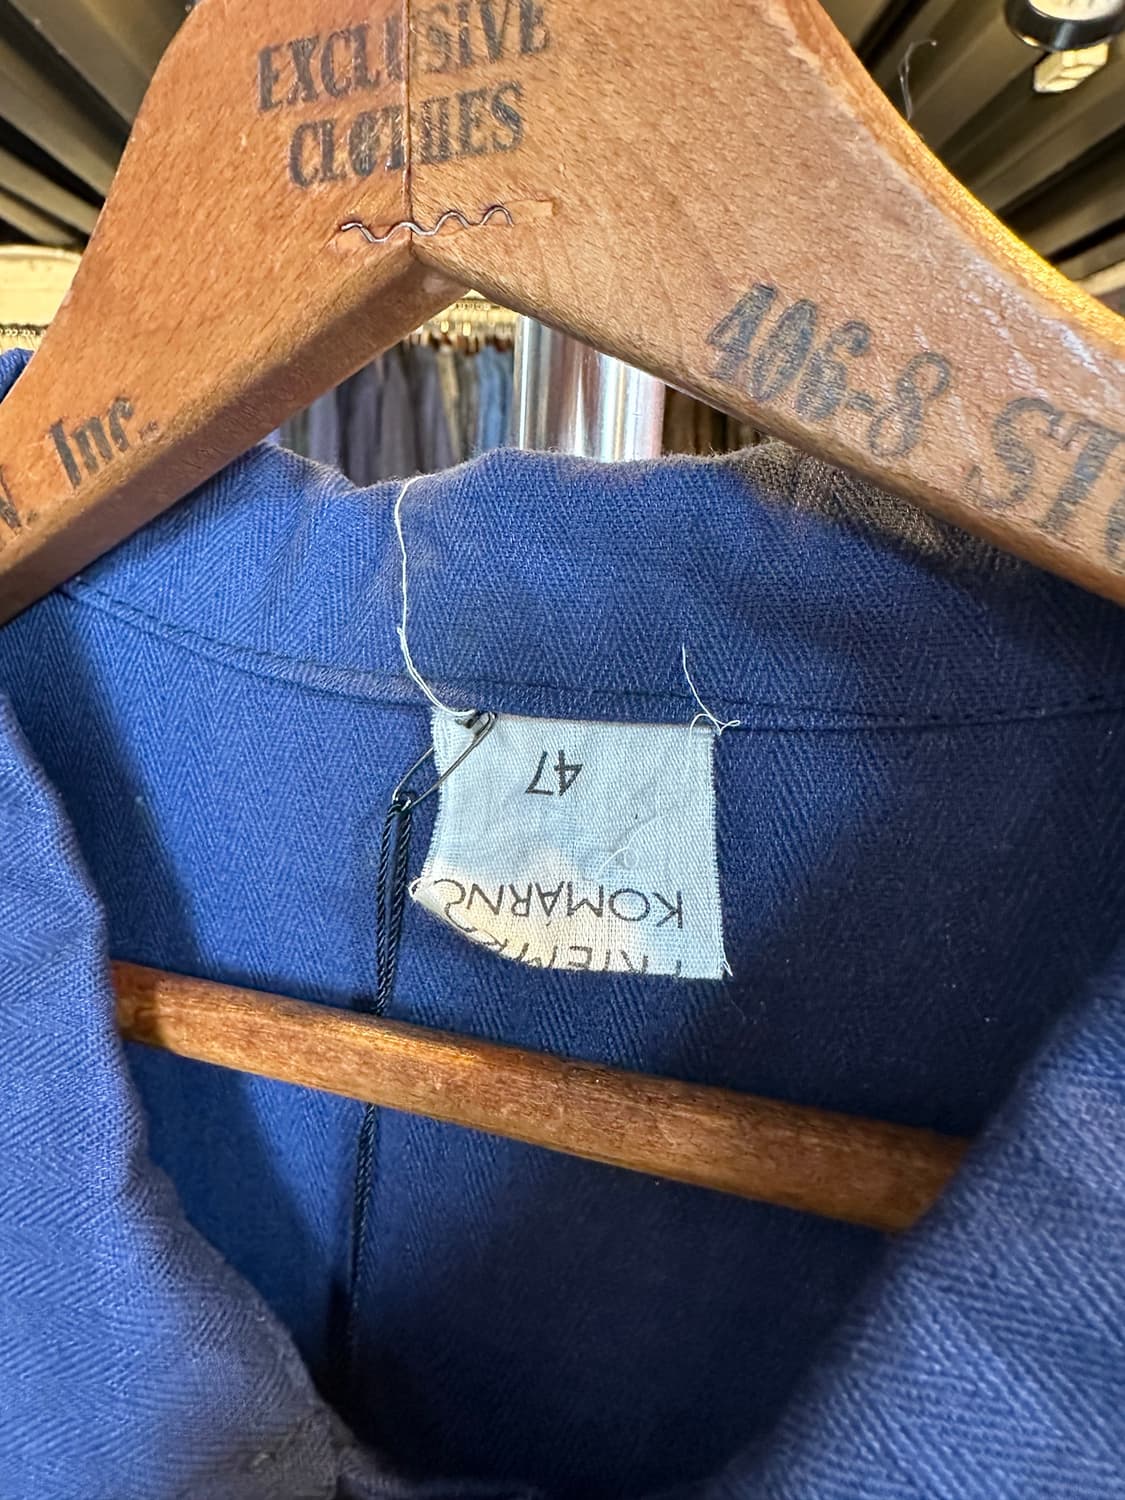 EXCLUSIVE
CLOTHES
Inc.
406-8
KOMÁRNO
47